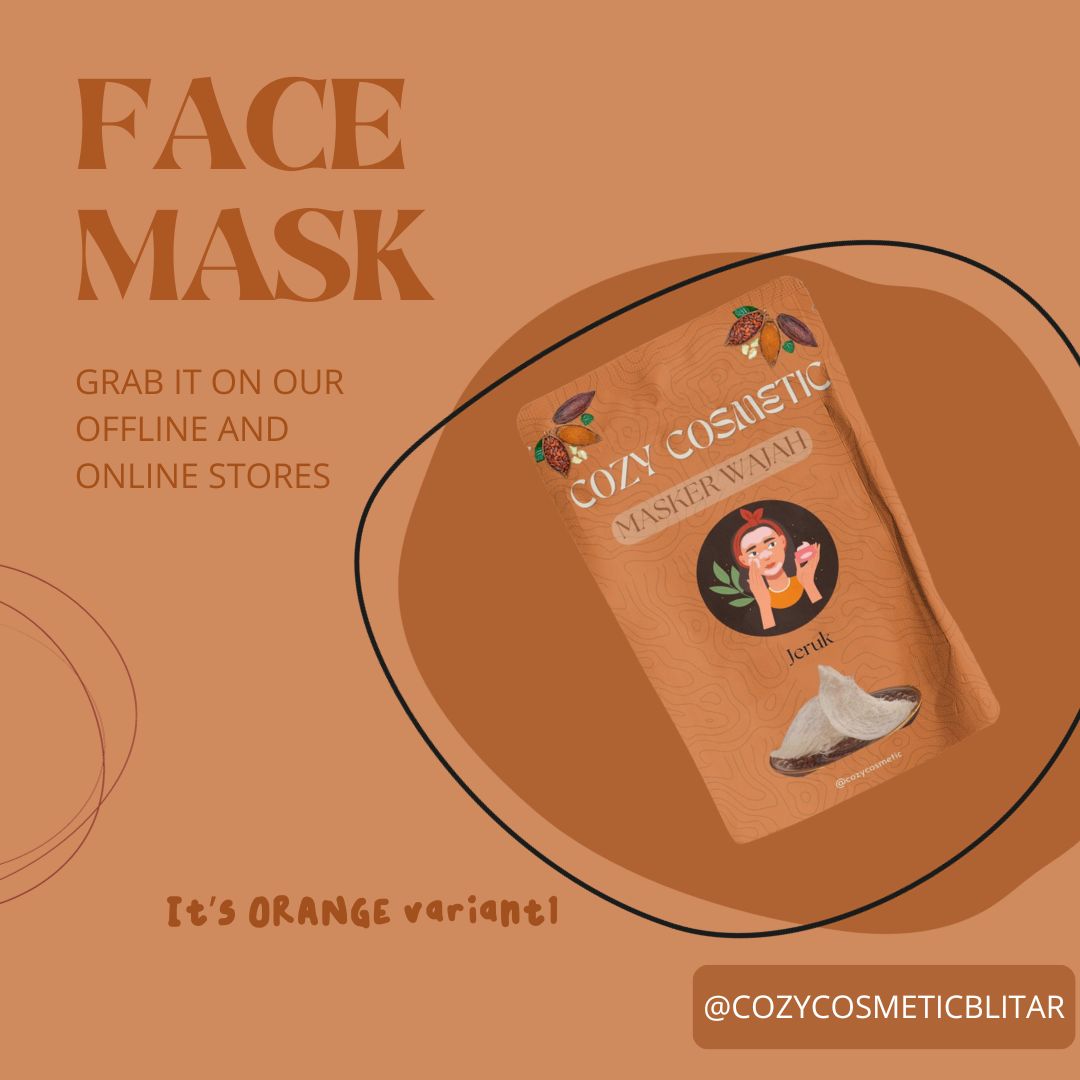 FACE
MASK
GRAB IT ON OUR
OFFLINE AND
ONLINE STORES
COZY COSMETIC
MASKER WAJAH
Jeruk
@cozycosmetic
It's ORANGE variant!
@COZYCOSMETICBLITAR